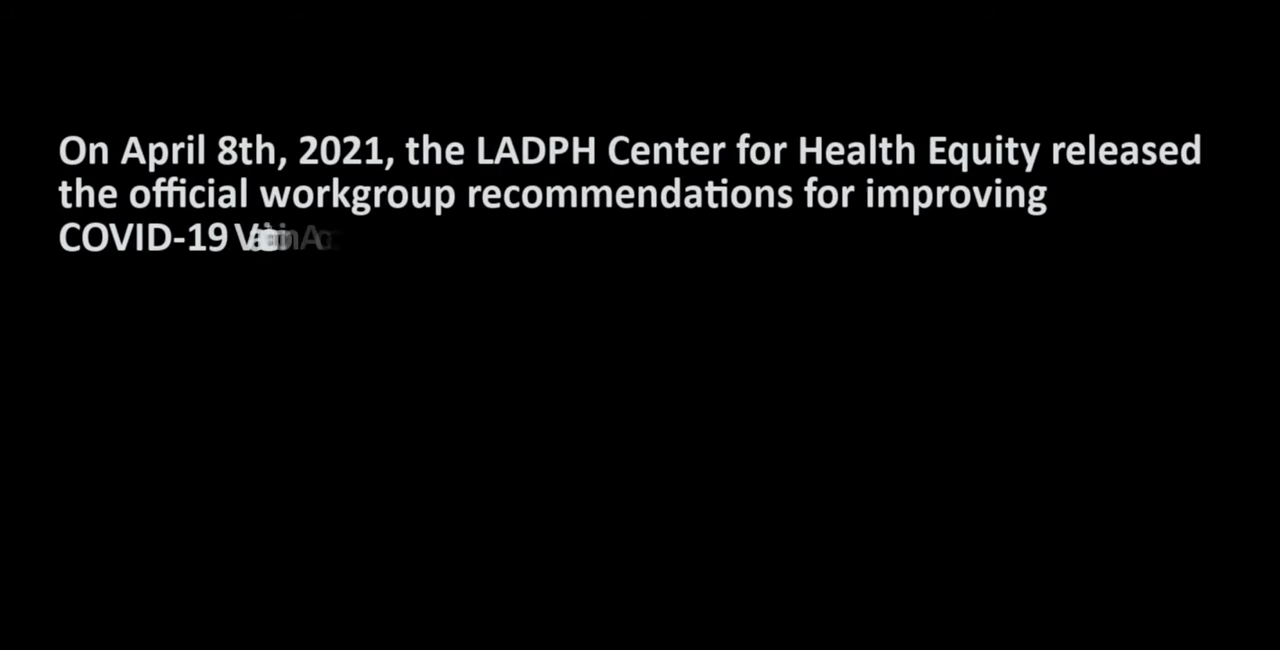 On April 8th, 2021, the LADPH Center for Health Equity released
the official workgroup recommendations for improving
COVID-19